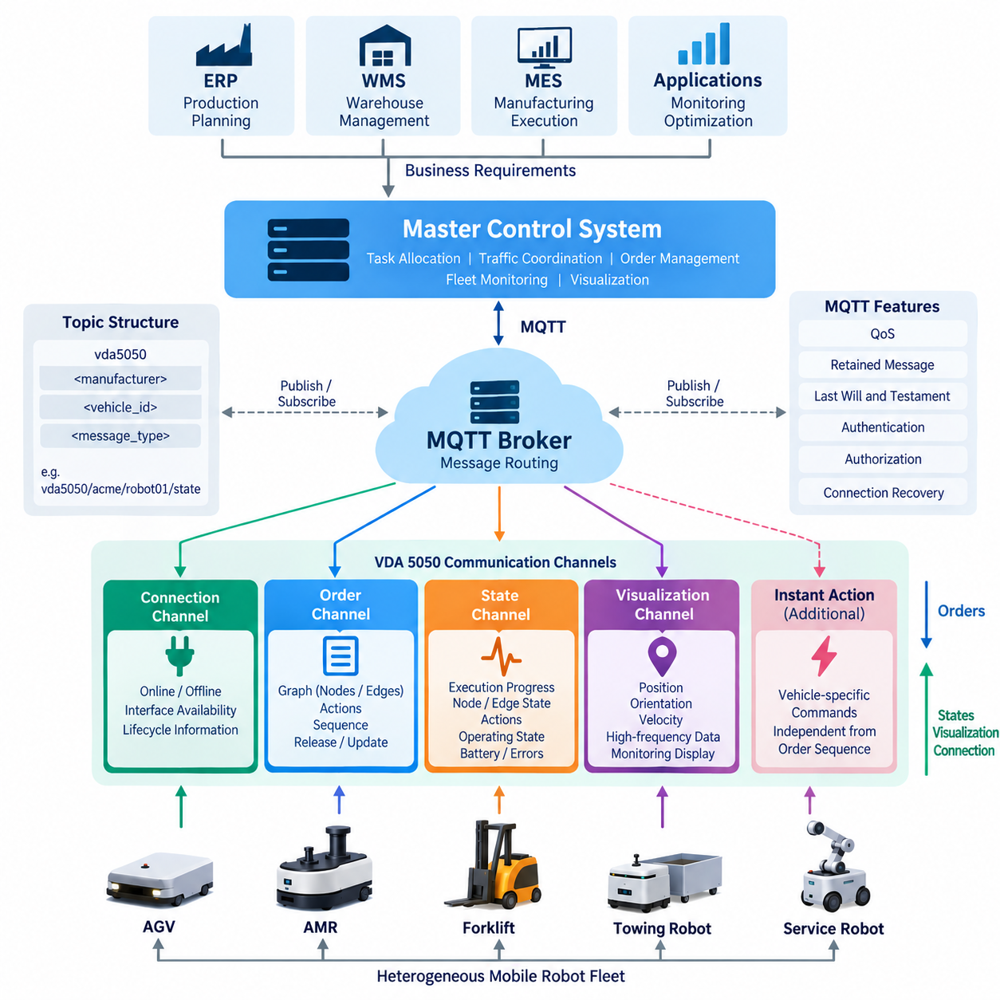 ERP
Production
Planning
WMS
Warehouse
Management
MES
Manufacturing
Execution
Applications
Monitoring
Optimization
Business Requirements
Master Control System
Task Allocation | Traffic Coordination | Order Management
Fleet Monitoring | Visualization
MQTT
Topic Structure
vda5050
<manufacturer>
<vehicle_id>
<message_type>
e.g.
vda5050/acme/robot01/state
Publish /
Subscribe
MQTT Broker
Message Routing
Publish /
Subscribe
MQTT Features
QoS
Retained Message
Last Will and Testament
Authentication
Authorization
Connection Recovery
VDA 5050 Communication Channels
Connection
Channel
Online / Offline
Interface Availability
Lifecycle Information
Order
Channel
Graph (Nodes / Edges)
Actions
Sequence
Release / Update
State
Channel
Execution Progress
Node / Edge State
Actions
Operating State
Battery / Errors
Visualization
Channel
Position
Orientation
Velocity
High-frequency Data
Monitoring Display
Instant Action
(Additional)
Vehicle-specific
Commands
Independent from
Order Sequence
Orders
States
Visualization
Connection
AGV
AMR
Forklift
Towing Robot
Service Robot
Heterogeneous Mobile Robot Fleet